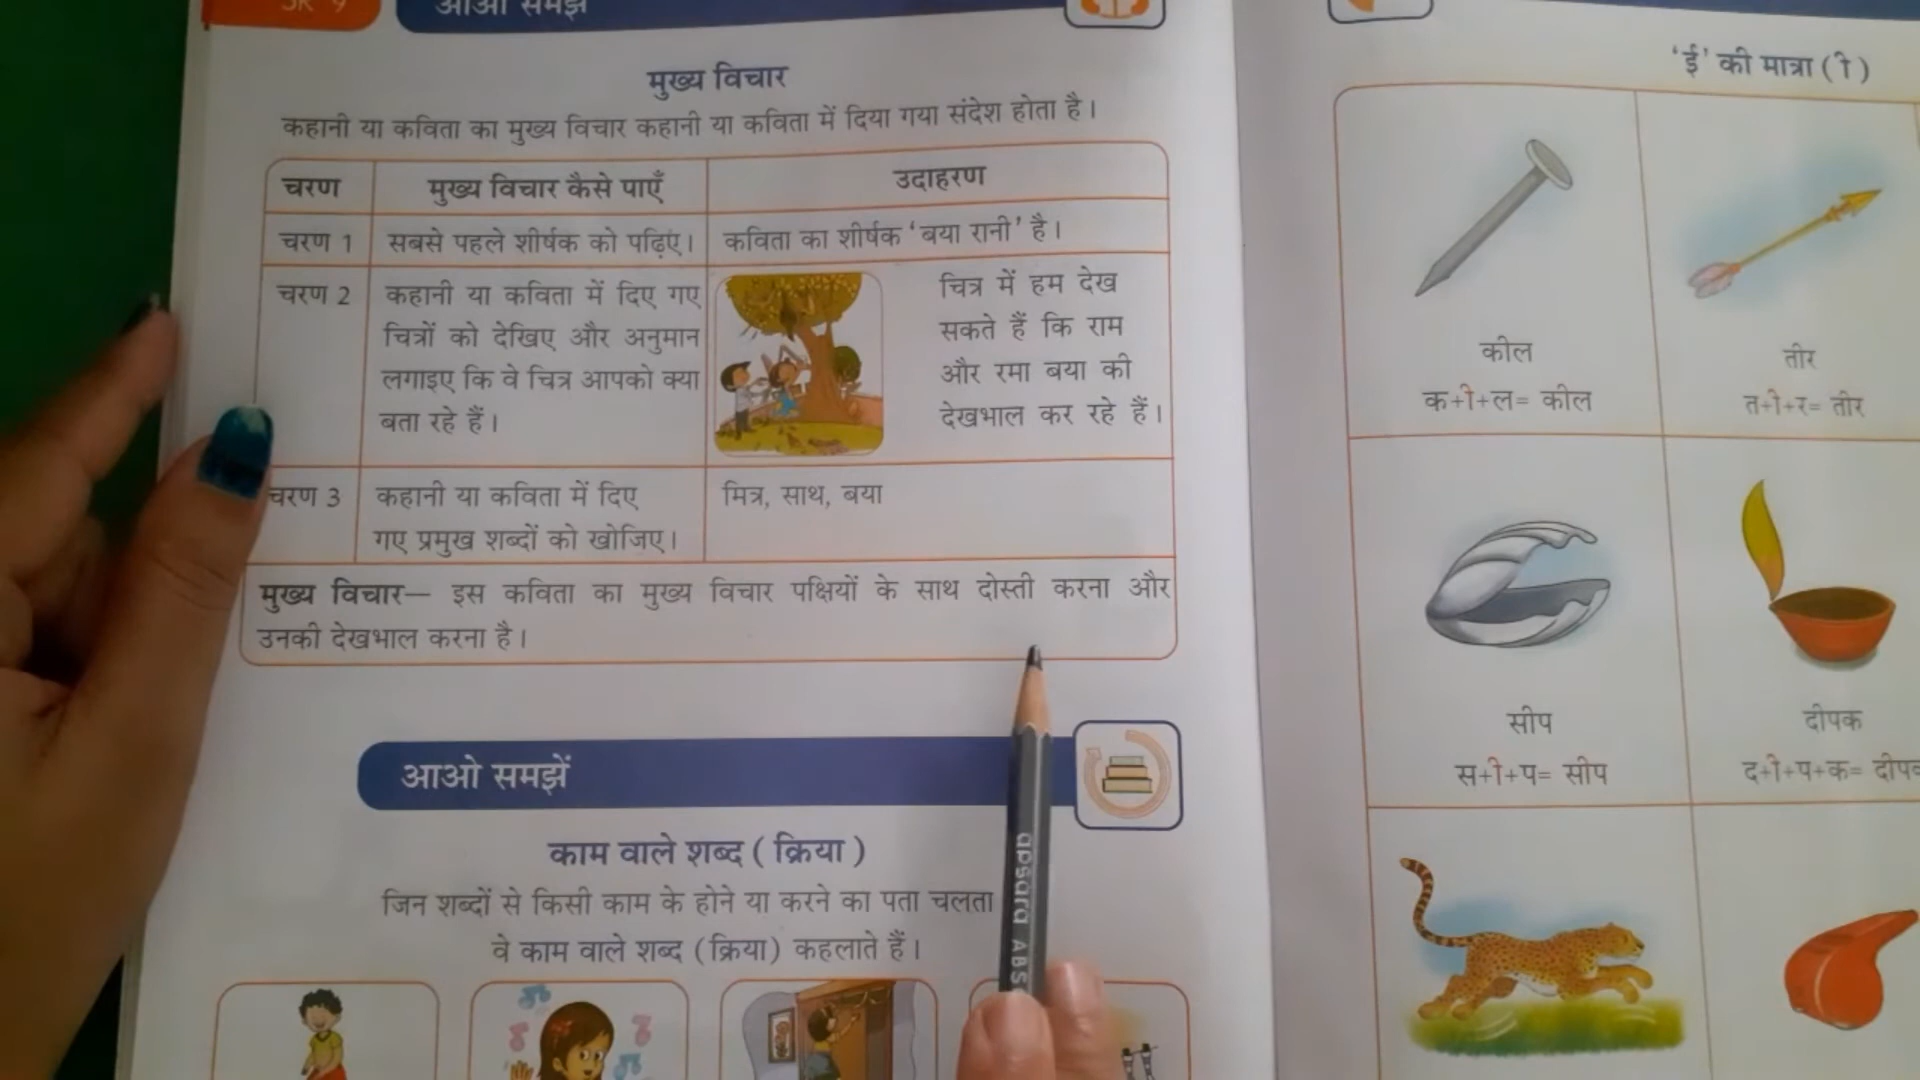 आओ समझें
मुख्य विचार
कहानी या कविता का मुख्य विचार कहानी या कविता में दिया गया संदेश होता है।
चरण
मुख्य विचार कैसे पाएँ
उदाहरण
चरण 1
सबसे पहले शीर्षक को पढ़िए।
कविता का शीर्षक ‘बया रानी’ है।
चरण 2
कहानी या कविता में दिए गए
चित्रों को देखिए और अनुमान
लगाइए कि वे चित्र आपको क्या
बता रहे हैं।
चित्र में हम देख
सकते हैं कि राम
और रमा बया की
देखभाल कर रहे हैं।
चरण 3
कहानी या कविता में दिए
गए प्रमुख शब्दों को खोजिए।
मित्र, साथ, बया
मुख्य विचार— इस कविता का मुख्य विचार पक्षियों के साथ दोस्ती करना और
उनकी देखभाल करना है।
आओ समझें
काम वाले शब्द ( क्रिया )
जिन शब्दों से किसी काम के होने या करने का पता चलता
वे काम वाले शब्द (क्रिया) कहलाते हैं।
apsara ABS
‘ई’ की मात्रा ( ी )
कील
क+ी+ल= कील
तीर
त+ी+र= तीर
सीप
स+ी+प= सीप
दीपक
द+ी+प+क=